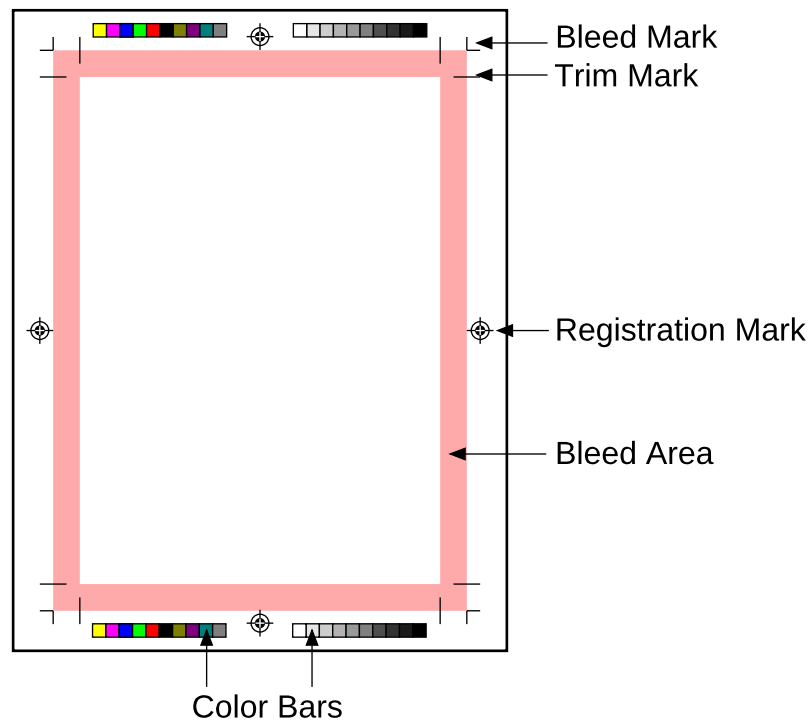 Bleed Mark
Trim Mark
Registration Mark
Bleed Area
Color Bars